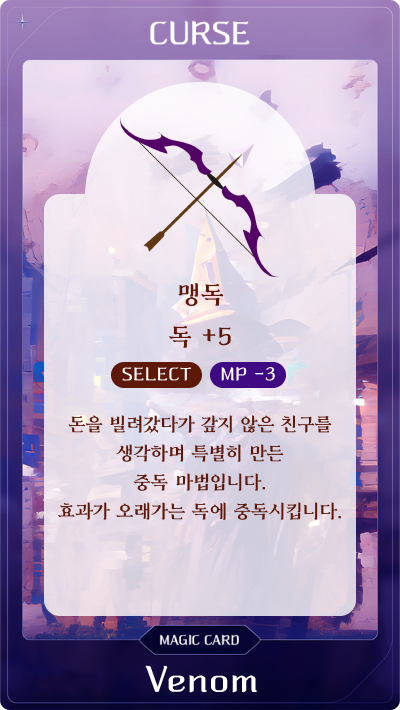 CURSE
맹독
독 +5
SELECT MP -3
돈을 빌려갔다가 갚지 않은 친구를
생각하며 특별히 만든
중독 마법입니다.
효과가 오래가는 독에 중독시킵니다.
MAGIC CARD
Venom